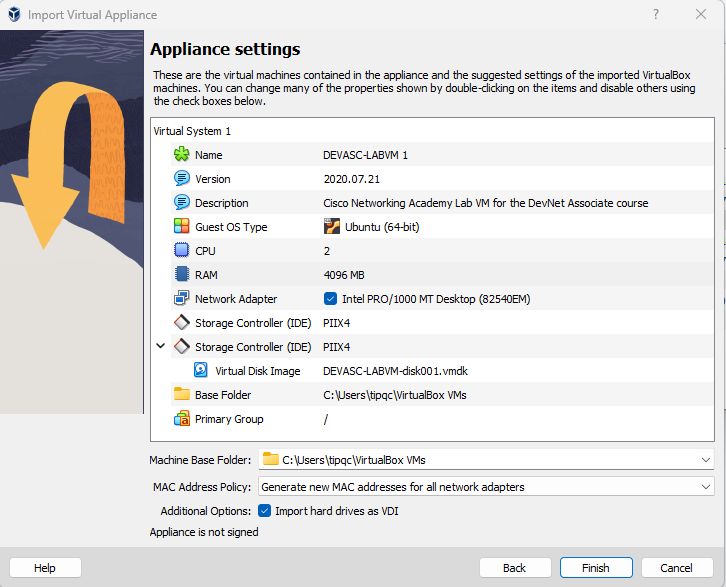 Import Virtual Appliance
Appliance settings
These are the virtual machines contained in the appliance and the suggested settings of the imported VirtualBox
machines. You can change many of the properties shown by double-clicking on the items and disable others using
the check boxes below.
Virtual System 1
Name DEVASC-LABVM 1
Version 2020.07.21
Description Cisco Networking Academy Lab VM for the DevNet Associate course
Guest OS Type Ubuntu (64-bit)
CPU 2
RAM 4096 MB
Network Adapter Intel PRO/1000 MT Desktop (82540EM)
Storage Controller (IDE) PIIX4
Storage Controller (IDE) PIIX4
Virtual Disk Image DEVASC-LABVM-disk001.vmdk
Base Folder C:\Users\tipqc\VirtualBox VMs
Primary Group /
Machine Base Folder: C:\Users\tipqc\VirtualBox VMs
MAC Address Policy: Generate new MAC addresses for all network adapters
Additional Options: Import hard drives as VDI
Appliance is not signed
Help Back Finish Cancel